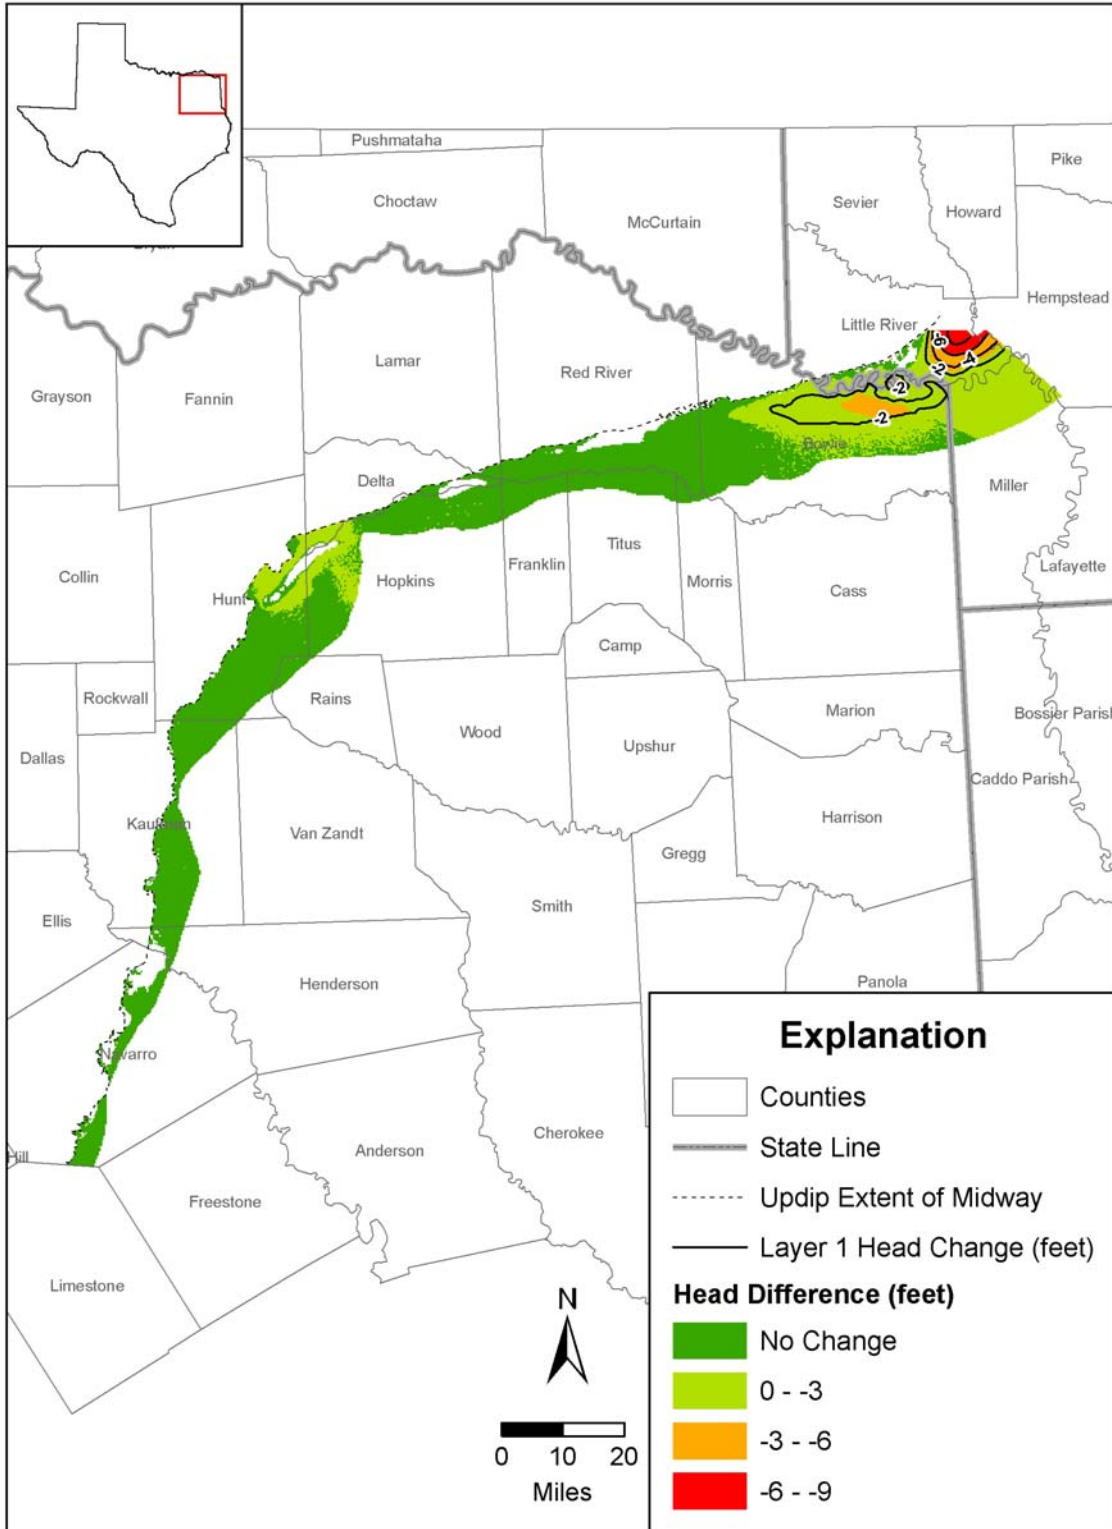 Pushmataha
Pike
Choctaw
Sevier
McCurtain
Howard
Bryan
Hempstead
Little River
-6
-4
-2
Lamar
Red River
-2
Grayson
Fannin
-2
Bowie
Delta
Miller
Titus
Franklin
Lafayette
Collin
Hopkins
Morris
Cass
Hunt
Camp
Rockwall
Rains
Marion
Bossier Parish
Wood
Upshur
Dallas
Caddo Parish
Kaufman
Van Zandt
Harrison
Gregg
Smith
Ellis
Panola
Henderson
Navarro
Cherokee
Anderson
Hill
Freestone
Limestone
Explanation
Counties
State Line
Updip Extent of Midway
Layer 1 Head Change (feet)
Head Difference (feet)
No Change
0 - -3
-3 - -6
-6 - -9
N
0 10 20
Miles